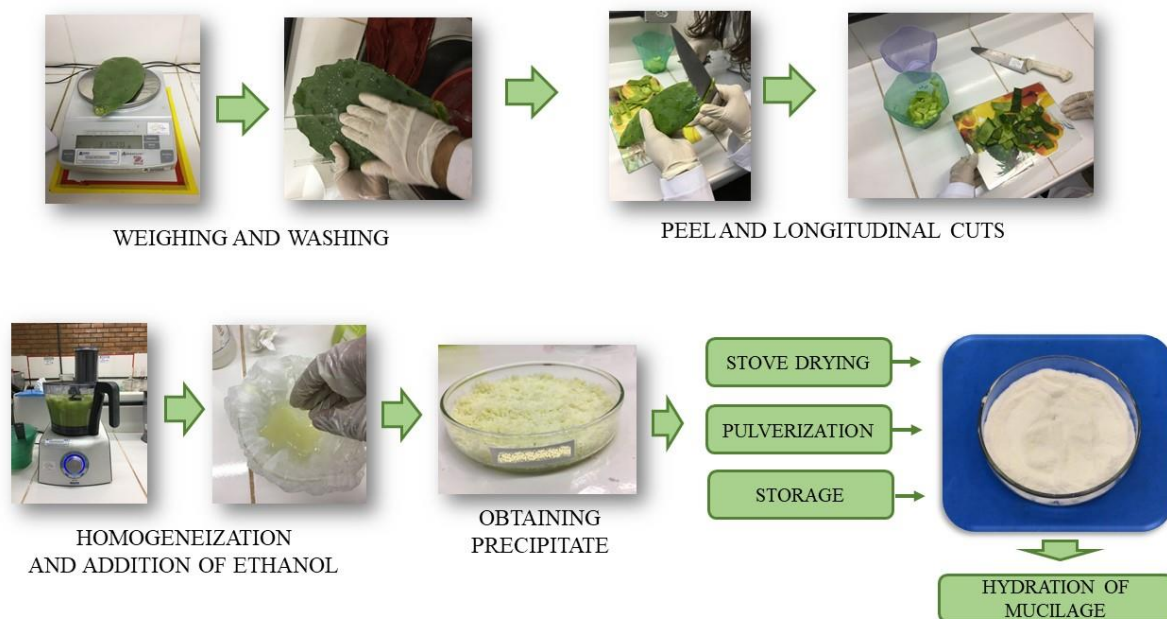 WEIGHING AND WASHING
PEEL AND LONGITUDINAL CUTS
HOMOGENEIZATION
AND ADDITION OF ETHANOL
OBTAINING
PRECIPITATE
STOVE DRYING
PULVERIZATION
STORAGE
HYDRATION OF
MUCILAGE